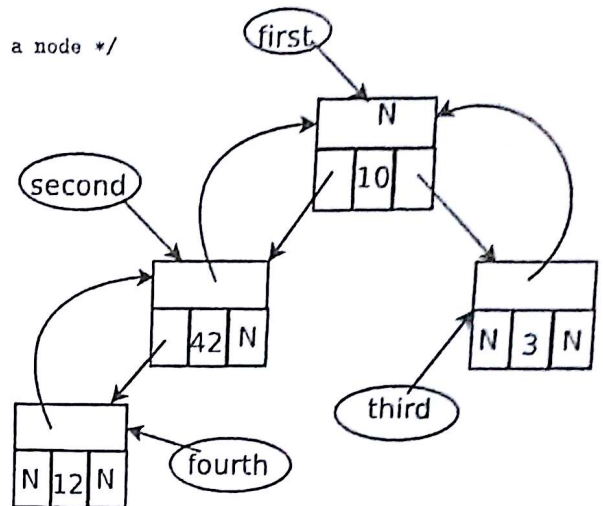 first
a node */
N
second
10
42 N
N 3 N
third
fourth
N 12 N